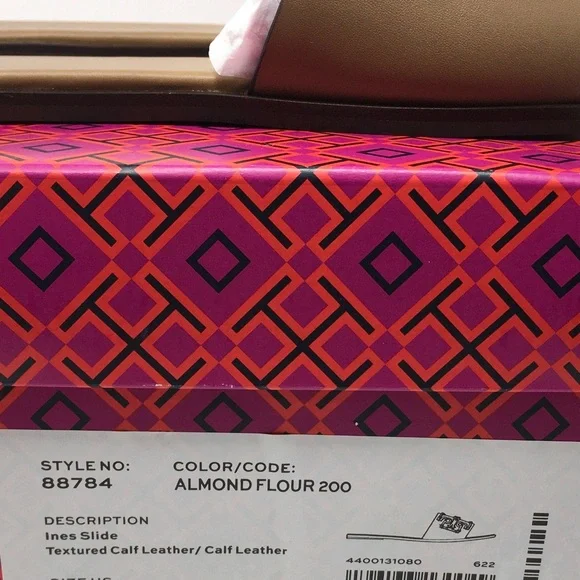 STYLE NO: COLOR/CODE:
88784 ALMOND FLOUR 200
DESCRIPTION
Ines Slide
Textured Calf Leather/ Calf Leather
4400131080 622